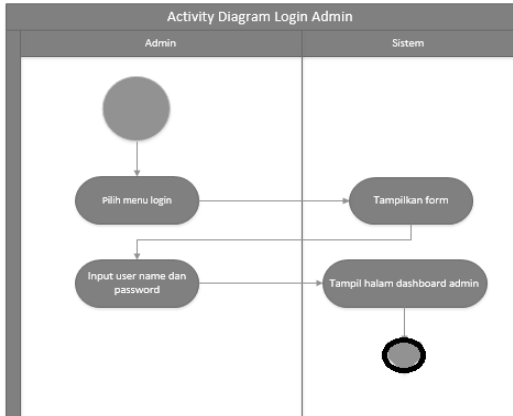 Activity Diagram Login Admin
Admin
Sistem
Pilih menu login
Tampilkan form
Input user name dan
password
Tampil halam dashboard admin